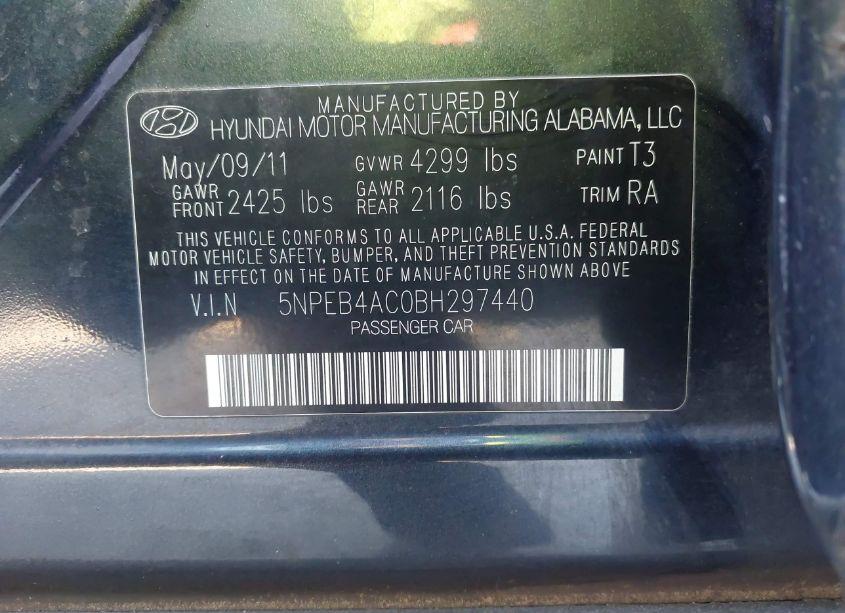 MANUFACTURED BY
HYUNDAI MOTOR MANUFACTURING ALABAMA, LLC
May/09/11 GVWR 4299 lbs PAINT T3
GAWR FRONT 2425 lbs GAWR REAR 2116 lbs TRIM RA
THIS VEHICLE CONFORMS TO ALL APPLICABLE U.S.A. FEDERAL
MOTOR VEHICLE SAFETY, BUMPER, AND THEFT PREVENTION STANDARDS
IN EFFECT ON THE DATE OF MANUFACTURE SHOWN ABOVE
V.I.N 5NPEB4AC0BH297440
PASSENGER CAR